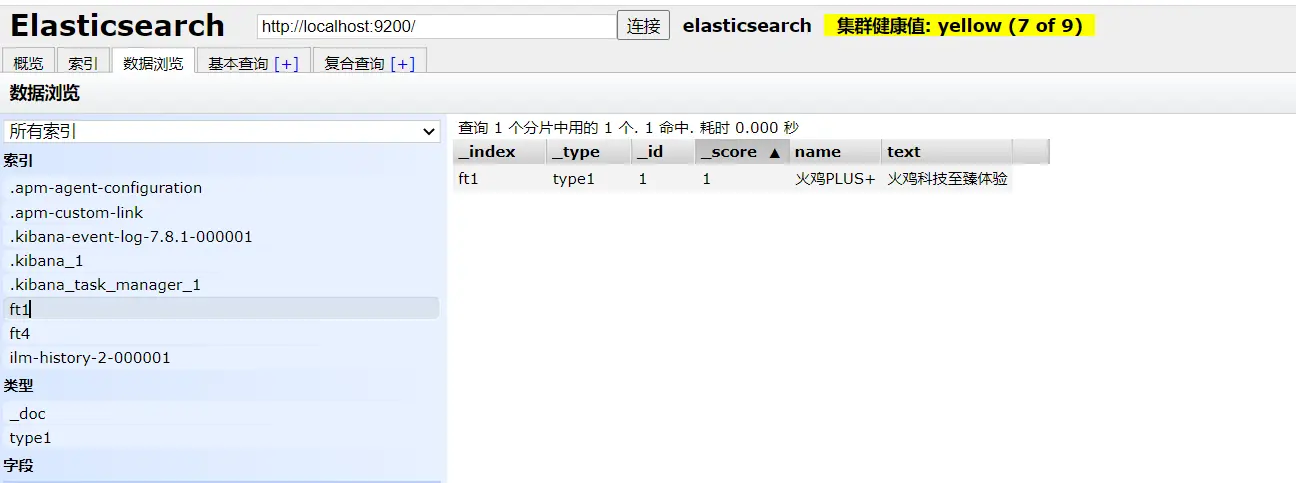 Elasticsearch http://localhost:9200/ 连接 elasticsearch 集群健康值: yellow (7 of 9)
概览 索引 数据浏览 基本查询 [+] 复合查询 [+]
数据浏览
所有索引
索引
.apm-agent-configuration
.apm-custom-link
.kibana-event-log-7.8.1-000001
.kibana_1
.kibana_task_manager_1
ft1
ft4
ilm-history-2-000001
类型
_doc
type1
字段
查询 1 个分片中用的 1 个. 1 命中. 耗时 0.000 秒
_index _type _id _score ▲ name text
ft1 type1 1 1 火鸡PLUS+ 火鸡科技至臻体验